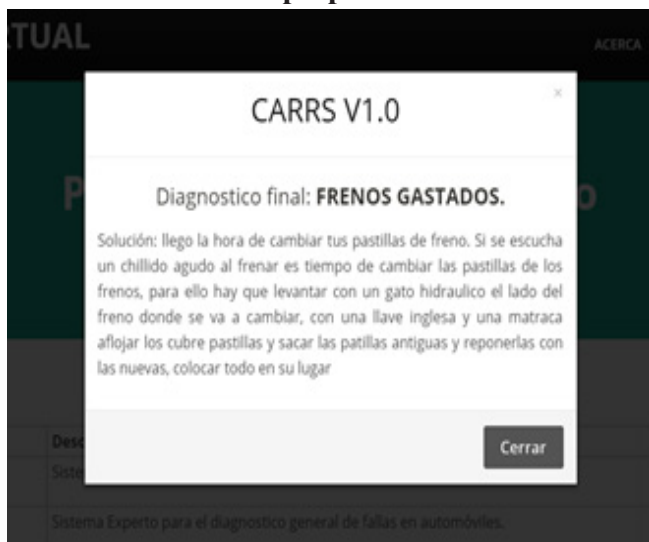 RTUAL
ACERCA
CARRS V1.0
×
P
O
Diagnostico final: FRENOS GASTADOS.
Solución: llego la hora de cambiar tus pastillas de freno. Si se escucha
un chillido agudo al frenar es tiempo de cambiar las pastillas de los
frenos, para ello hay que levantar con un gato hidraulico el lado del
freno donde se va a cambiar, con una llave inglesa y una matraca
aflojar los cubre pastillas y sacar las patillas antiguas y reponerlas con
las nuevas, colocar todo en su lugar
Cerrar
Desc
Siste
Sistema Experto para el diagnostico general de fallas en automóviles.